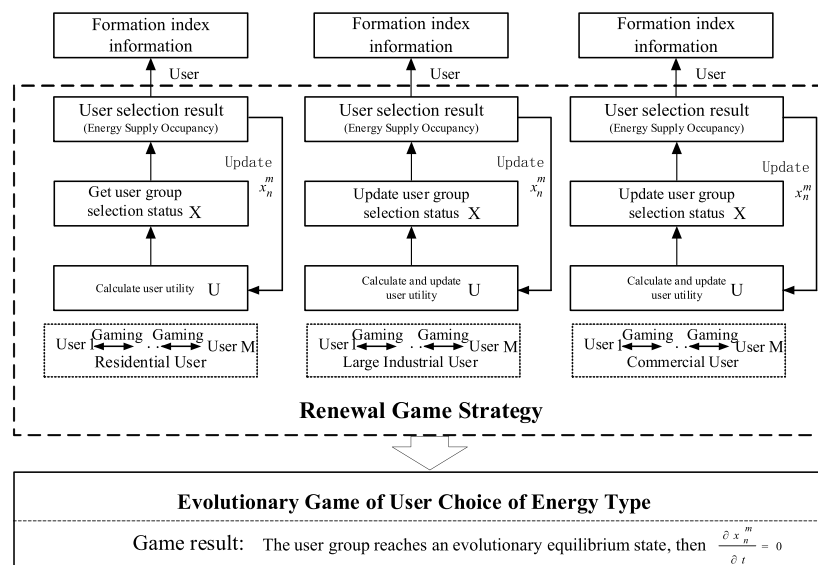 Formation index
information
User
User selection result
(Energy Supply Occupancy)
Update
x_n^m
Get user group
selection status X
Calculate user utility U
User 1 Gaming . . Gaming User M
Residential User
Formation index
information
User
User selection result
(Energy Supply Occupancy)
Update
x_n^m
Update user group
selection status X
Calculate and update
user utility U
User 1 Gaming . . Gaming User M
Large Industrial User
Formation index
information
User
User selection result
(Energy Supply Occupancy)
Update
x_n^m
Update user group
selection status X
Calculate and update
user utility U
User 1 Gaming . . Gaming User M
Commercial User
Renewal Game Strategy
Evolutionary Game of User Choice of Energy Type
Game result: The user group reaches an evolutionary equilibrium state, then ∂x_n^m / ∂t = 0